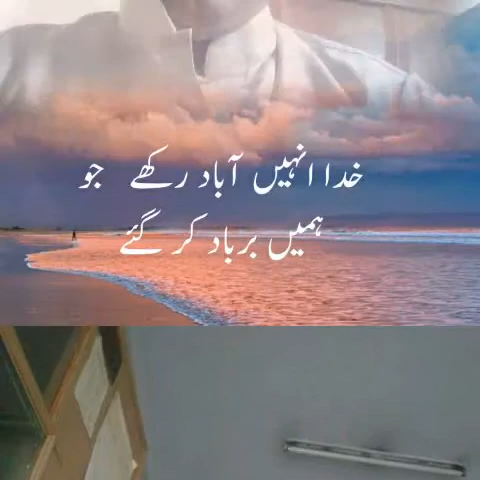 خدا انہیں آباد رکھے جو
ہمیں برباد کر گئے